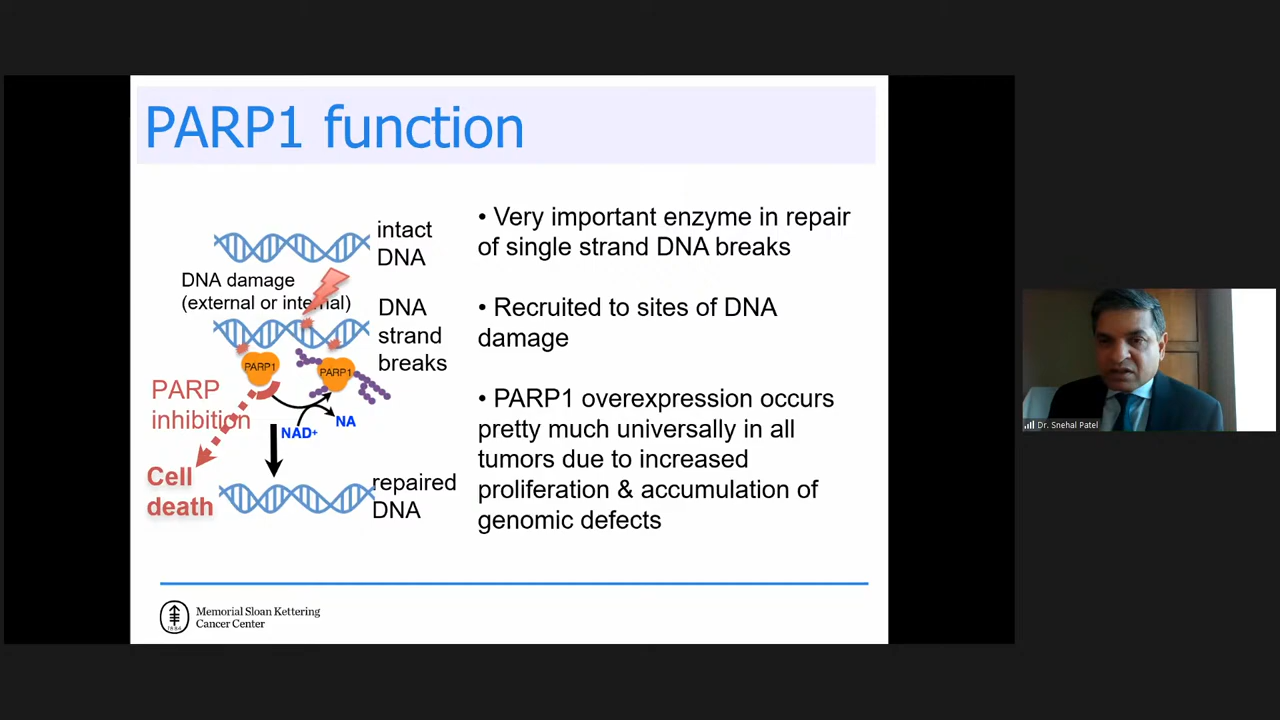 PARP1 function
intact
DNA
DNA damage
(external or internal)
DNA
strand
breaks
PARP1
PARP1
PARP
inhibition
NA
NAD+
Cell
death
repaired
DNA
• Very important enzyme in repair
of single strand DNA breaks
• Recruited to sites of DNA
damage
• PARP1 overexpression occurs
pretty much universally in all
tumors due to increased
proliferation & accumulation of
genomic defects
Memorial Sloan Kettering
Cancer Center
Dr. Snehal Patel